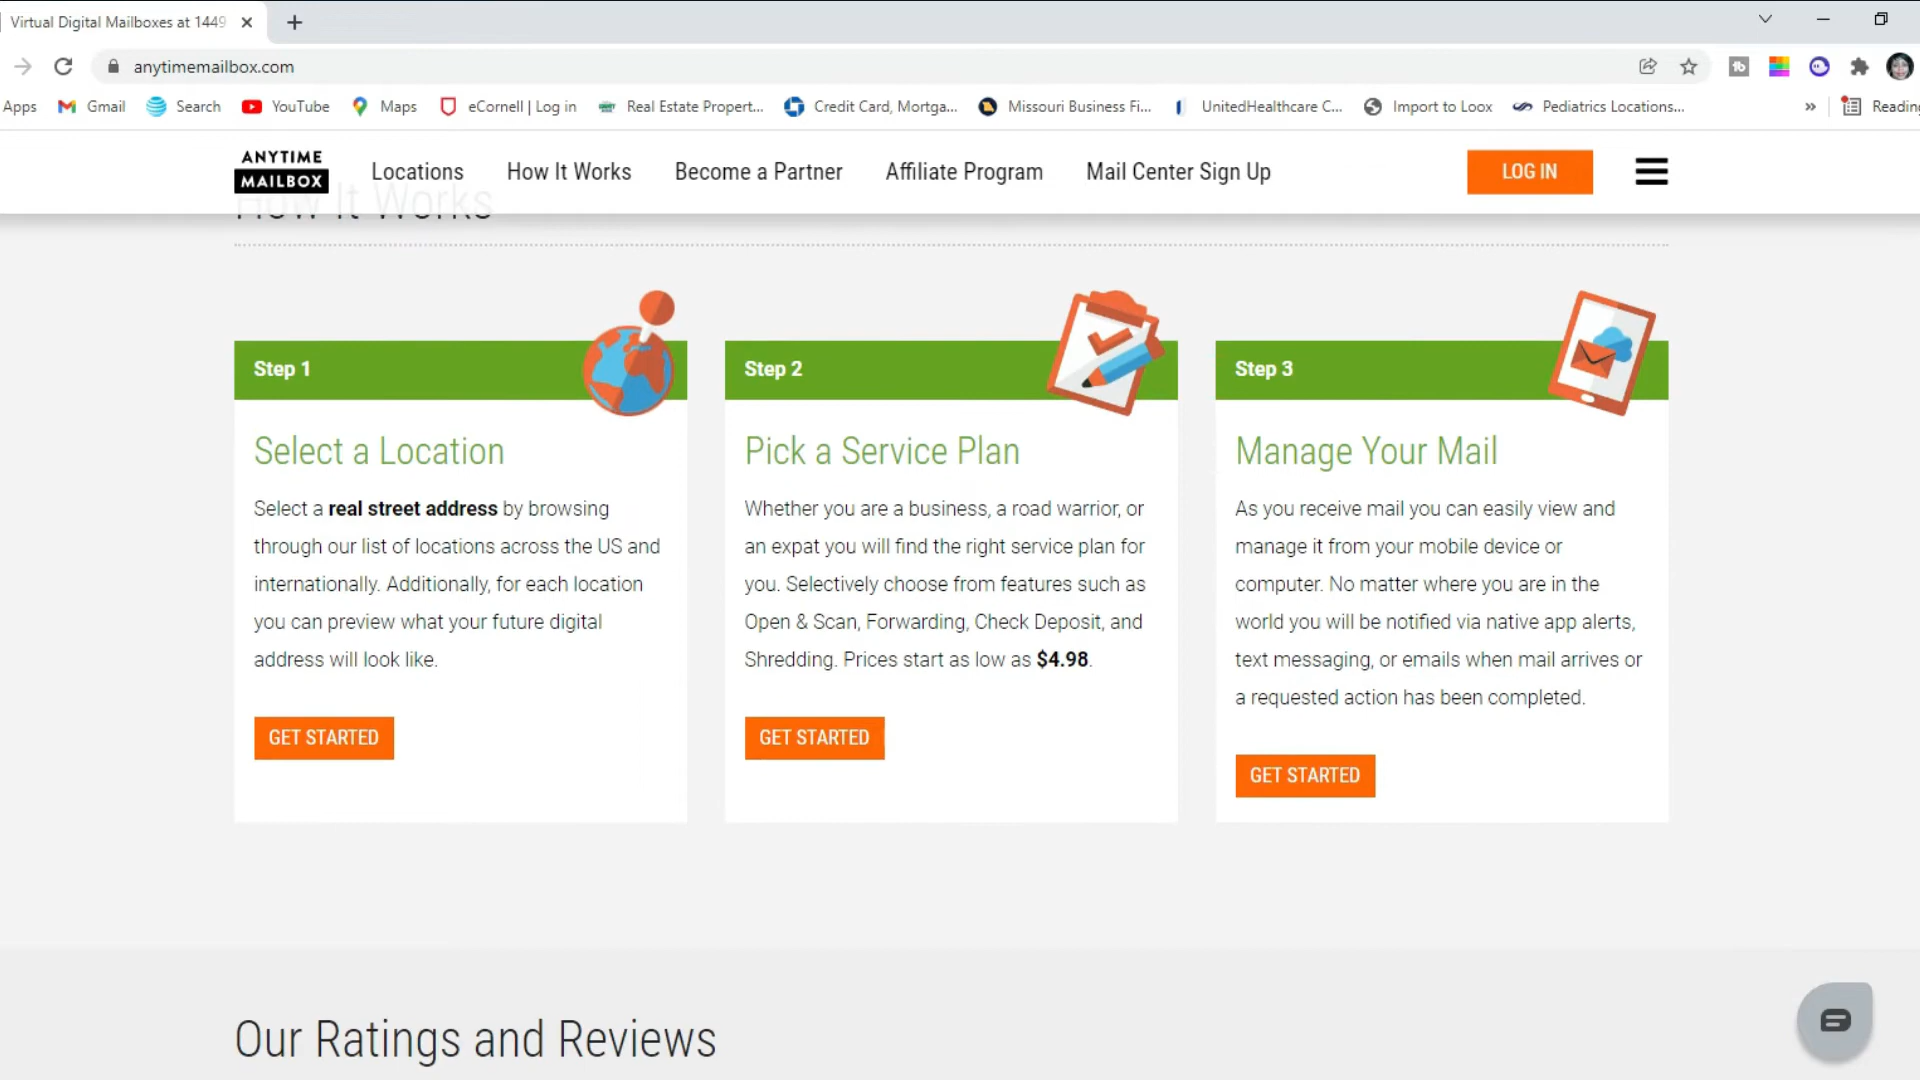 Virtual Digital Mailboxes at 1449
anytimemailbox.com
Apps Gmail Search YouTube Maps eCornell | Log in Real Estate Propert... Credit Card, Mortga... Missouri Business Fi... UnitedHealthcare C... Import to Loox Pediatrics Locations... » Reading
ANYTIME
MAILBOX
Locations How It Works Become a Partner Affiliate Program Mail Center Sign Up LOG IN
How It Works
Step 1
Select a Location
Select a real street address by browsing
through our list of locations across the US and
internationally. Additionally, for each location
you can preview what your future digital
address will look like.
GET STARTED
Step 2
Pick a Service Plan
Whether you are a business, a road warrior, or
an expat you will find the right service plan for
you. Selectively choose from features such as
Open & Scan, Forwarding, Check Deposit, and
Shredding. Prices start as low as $4.98.
GET STARTED
Step 3
Manage Your Mail
As you receive mail you can easily view and
manage it from your mobile device or
computer. No matter where you are in the
world you will be notified via native app alerts,
text messaging, or emails when mail arrives or
a requested action has been completed.
GET STARTED
Our Ratings and Reviews